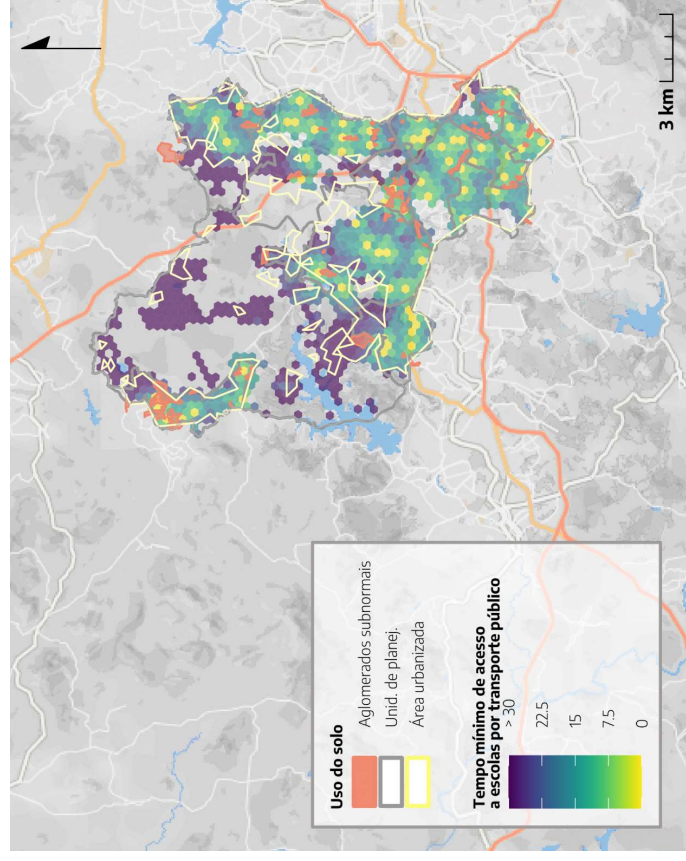 3 km
Uso do solo
Aglomerados subnormais
Unid. de planej.
Área urbanizada
Tempo mínimo de acesso
a escolas por transporte público
> 30
22.5
15
7.5
0